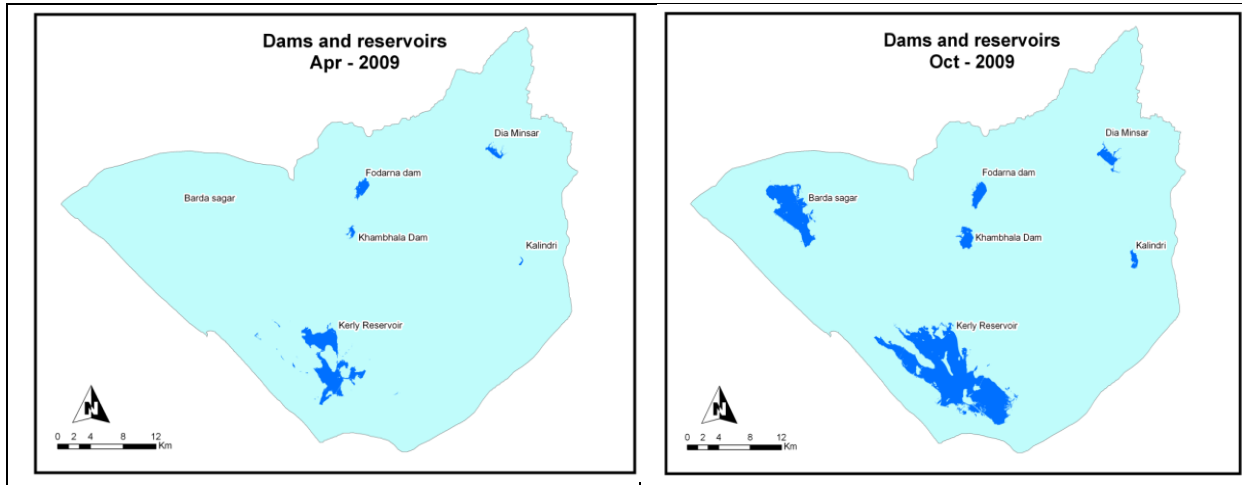 Dams and reservoirs
Apr - 2009
Dia Minsar
Fodarna dam
Barda sagar
Khambhala Dam
Kalindri
Kerly Reservoir
N
0 2 4 8 12
Km
Dams and reservoirs
Oct - 2009
Dia Minsar
Fodarna dam
Barda sagar
Khambhala Dam
Kalindri
Kerly Reservoir
N
0 2 4 8 12
Km